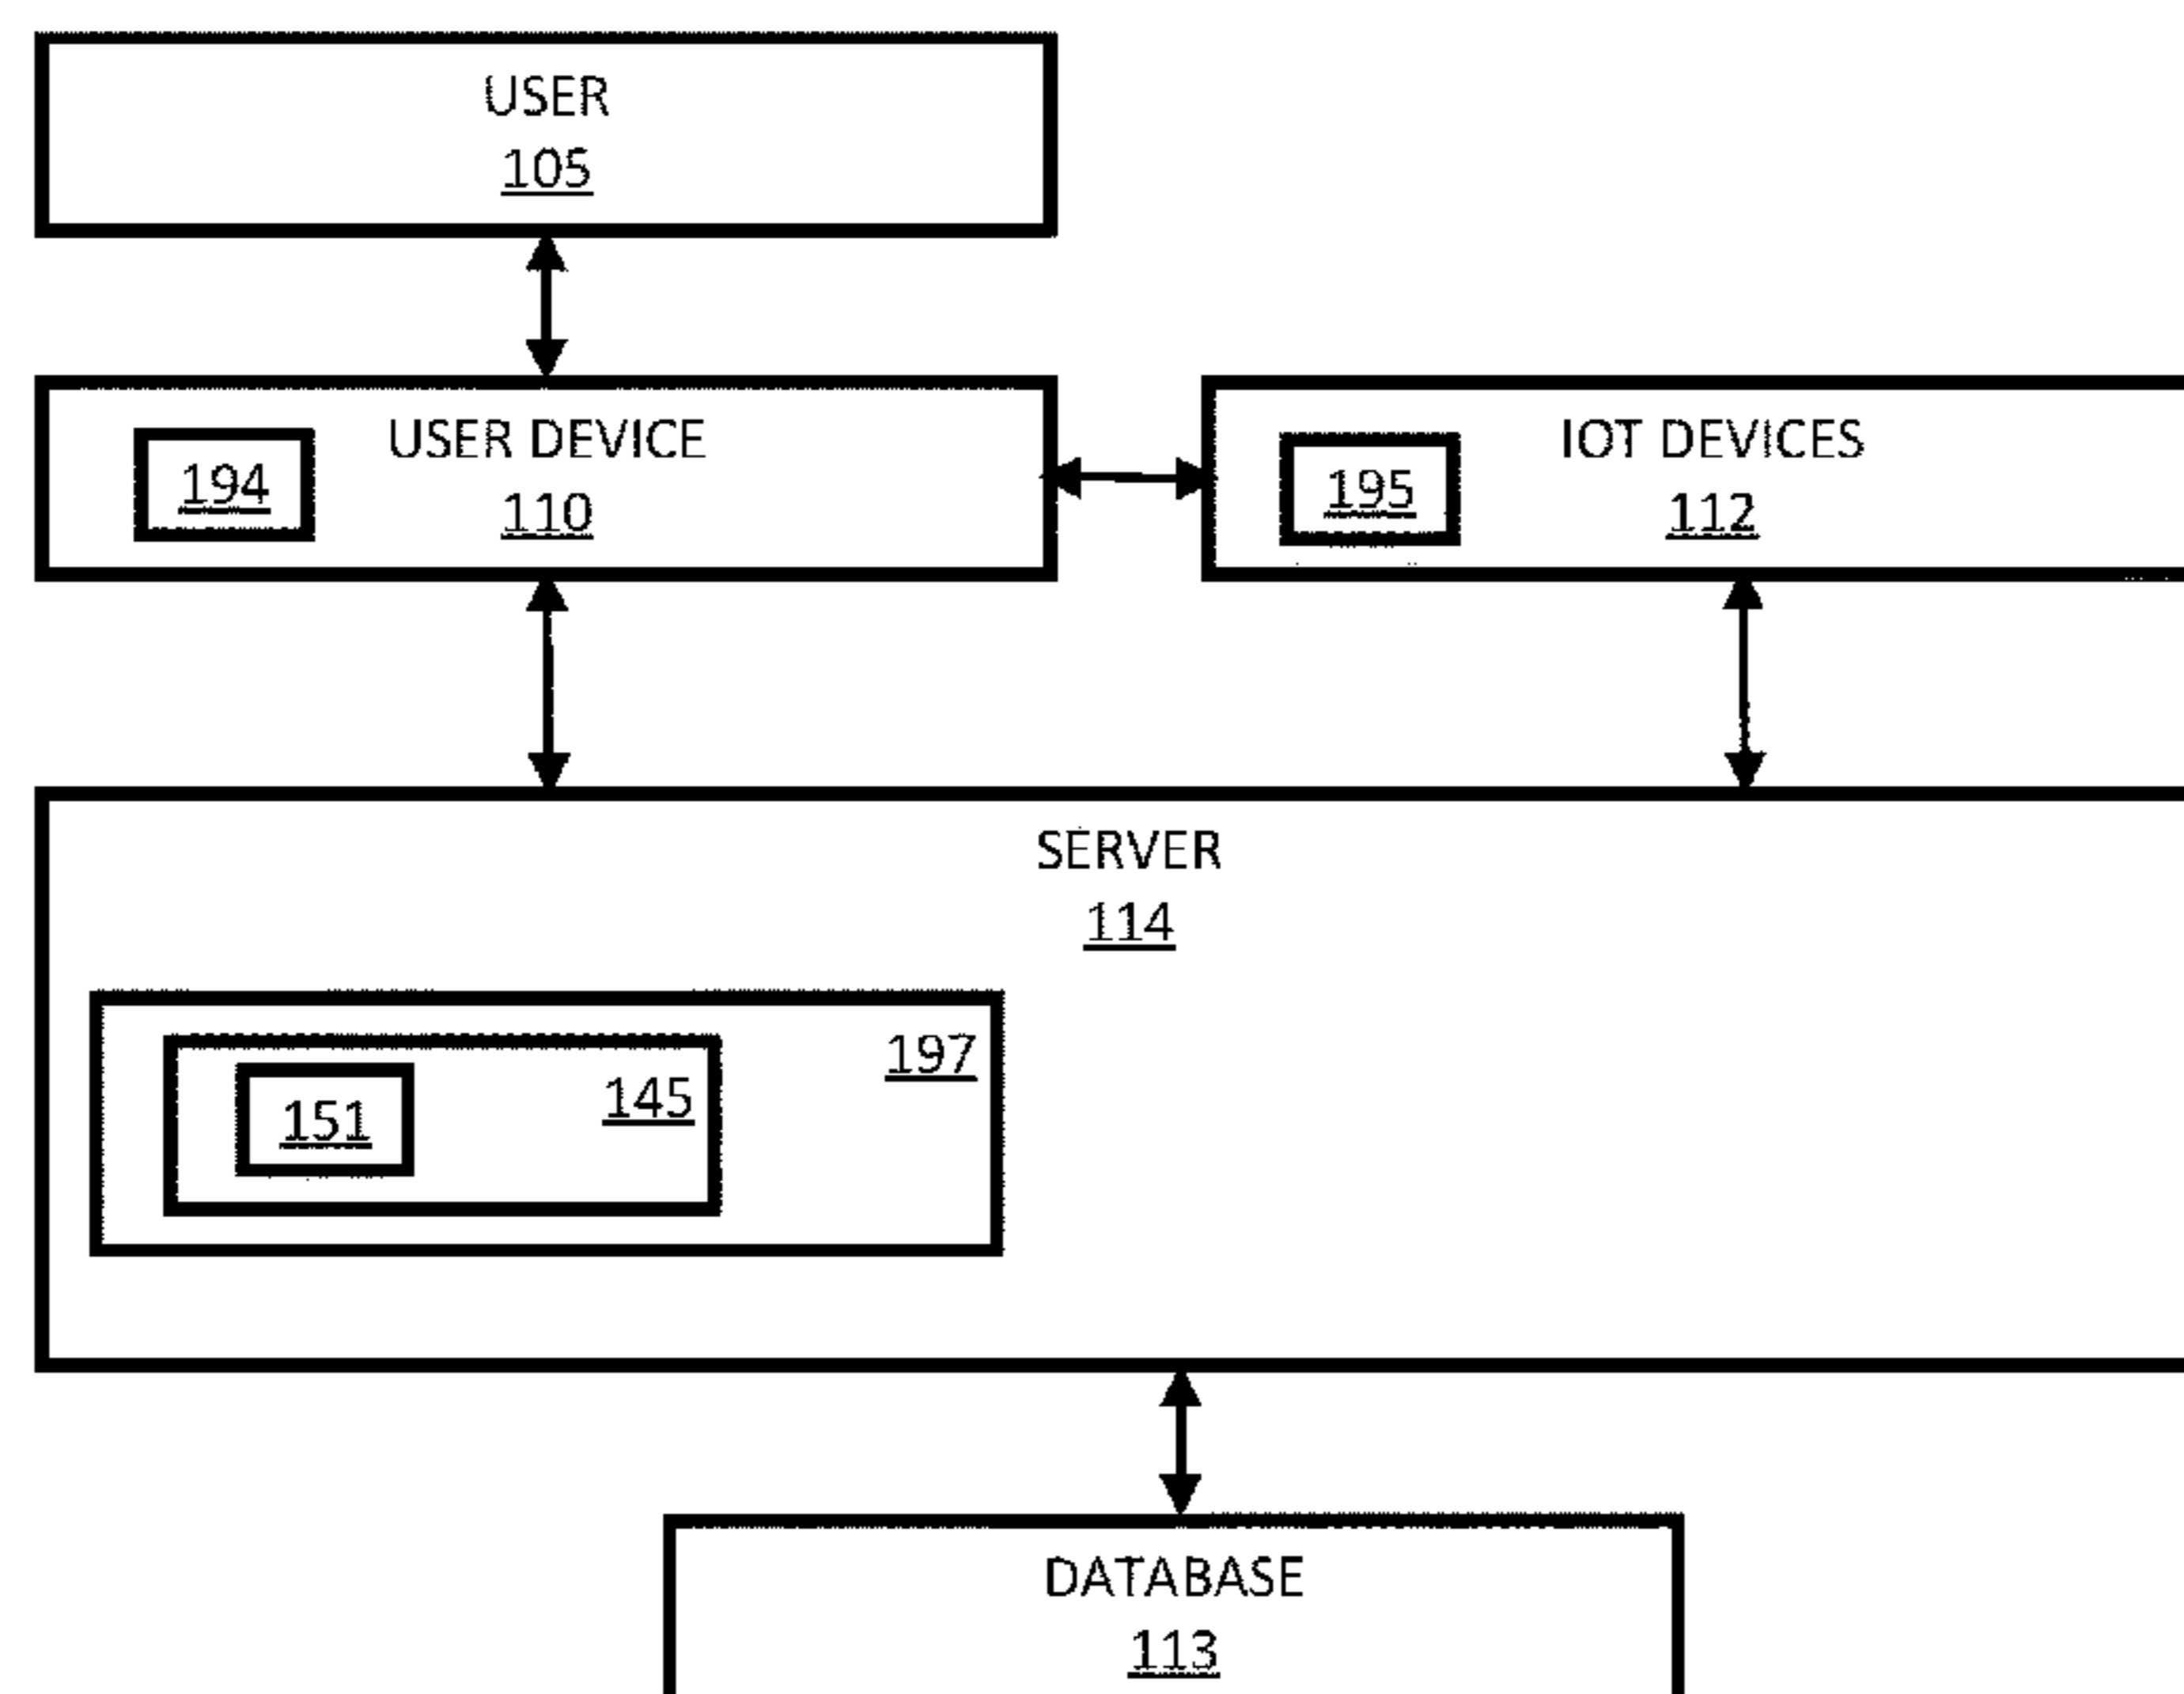 USER
105
USER DEVICE
194
110
IOT DEVICES
195
112
SERVER
114
197
145
151
DATABASE
113